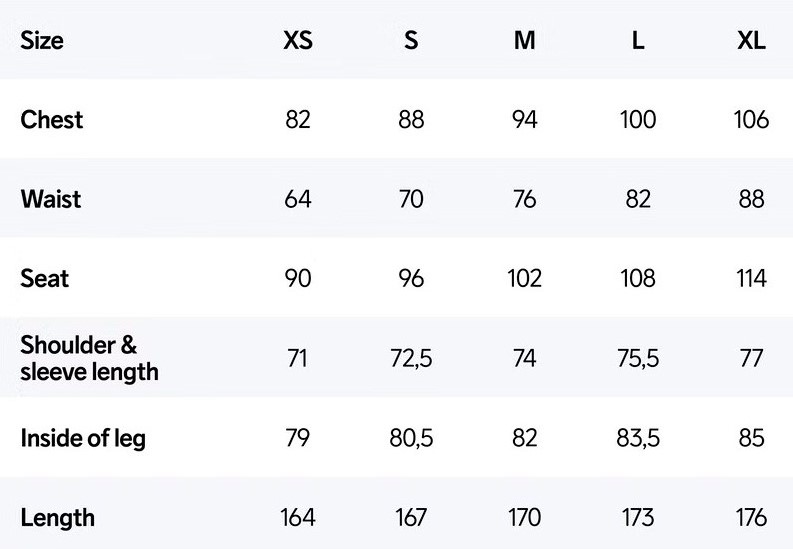 Size XS S M L XL
Chest 82 88 94 100 106
Waist 64 70 76 82 88
Seat 90 96 102 108 114
Shoulder &
sleeve length 71 72,5 74 75,5 77
Inside of leg 79 80,5 82 83,5 85
Length 164 167 170 173 176